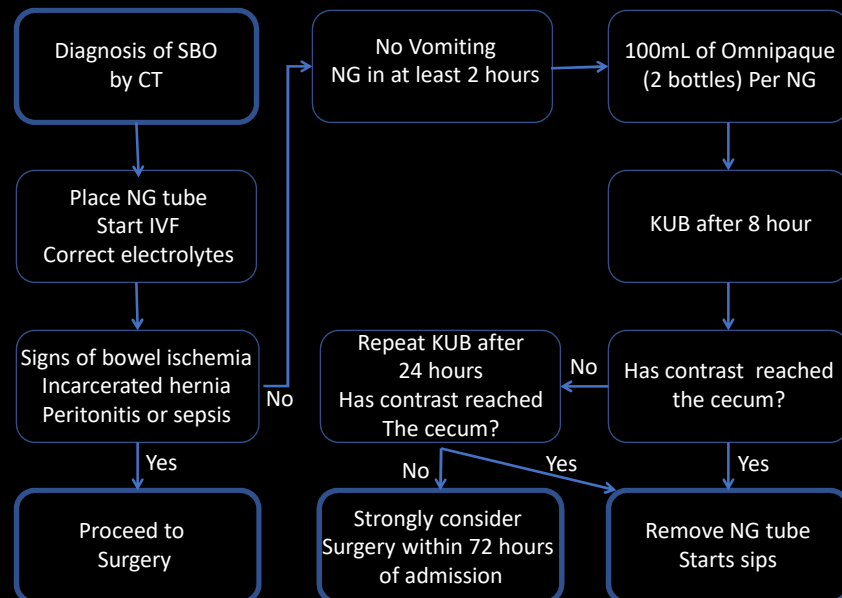 Diagnosis of SBO
by CT
Place NG tube
Start IVF
Correct electrolytes
Signs of bowel ischemia
Incarcerated hernia
Peritonitis or sepsis
No
Yes
Proceed to
Surgery
No Vomiting
NG in at least 2 hours
100mL of Omnipaque
(2 bottles) Per NG
KUB after 8 hour
Has contrast reached
the cecum?
No
Yes
Repeat KUB after
24 hours
Has contrast reached
The cecum?
No
Yes
Strongly consider
Surgery within 72 hours
of admission
Remove NG tube
Starts sips